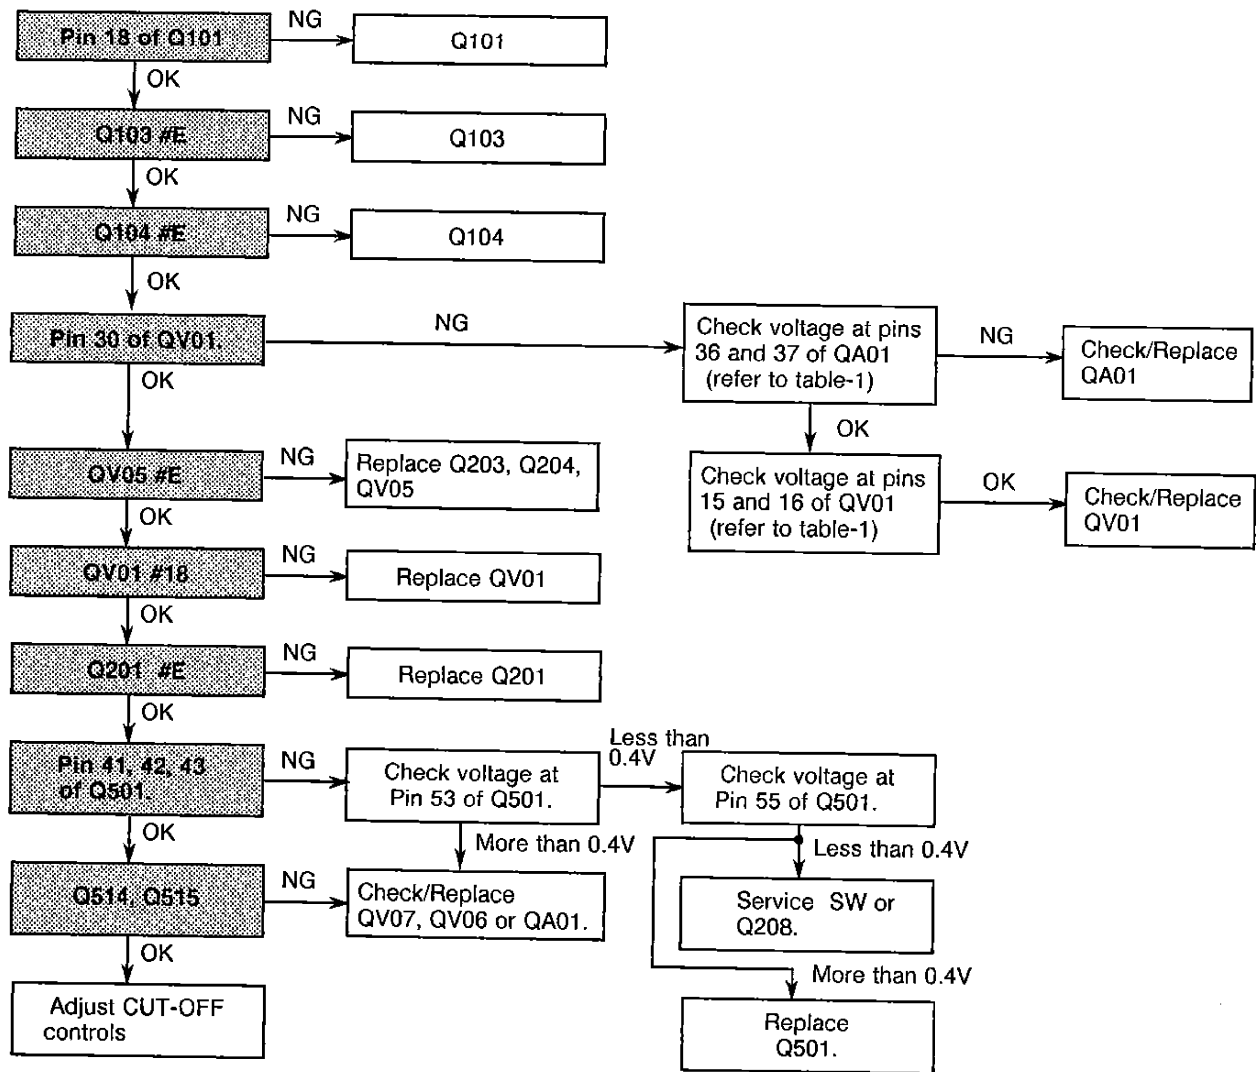 Pin 18 of Q101
NG
Q101
OK
Q103 #E
NG
Q103
OK
Q104 #E
NG
Q104
OK
Pin 30 of QV01.
NG
Check voltage at pins
36 and 37 of QA01
(refer to table-1)
NG
Check/Replace
QA01
OK
OK
QV05 #E
NG
Replace Q203, Q204,
QV05
Check voltage at pins
15 and 16 of QV01
(refer to table-1)
OK
Check/Replace
QV01
OK
QV01 #18
NG
Replace QV01
OK
Q201 #E
NG
Replace Q201
OK
Pin 41, 42, 43
of Q501.
NG
Check voltage at
Pin 53 of Q501.
Less than
0.4V
Check voltage at
Pin 55 of Q501.
OK
More than 0.4V
Less than 0.4V
Q514, Q515
NG
Check/Replace
QV07, QV06 or QA01.
Service SW or
Q208.
OK
More than 0.4V
Adjust CUT-OFF
controls
Replace
Q501.